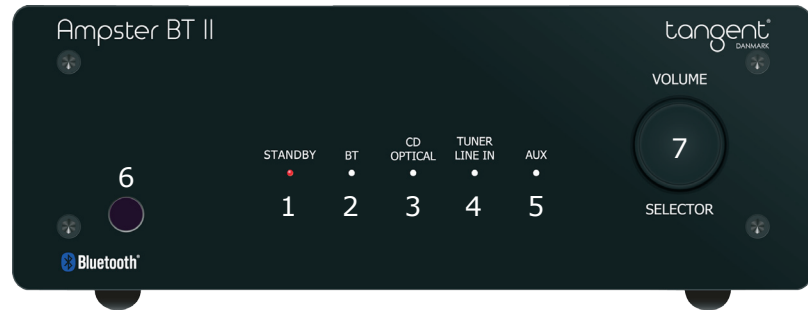 Ampster BT II
tangent®
DANMARK
VOLUME
7
SELECTOR
STANDBY
BT
CD
OPTICAL
TUNER
LINE IN
AUX
1
2
3
4
5
6
Bluetooth®